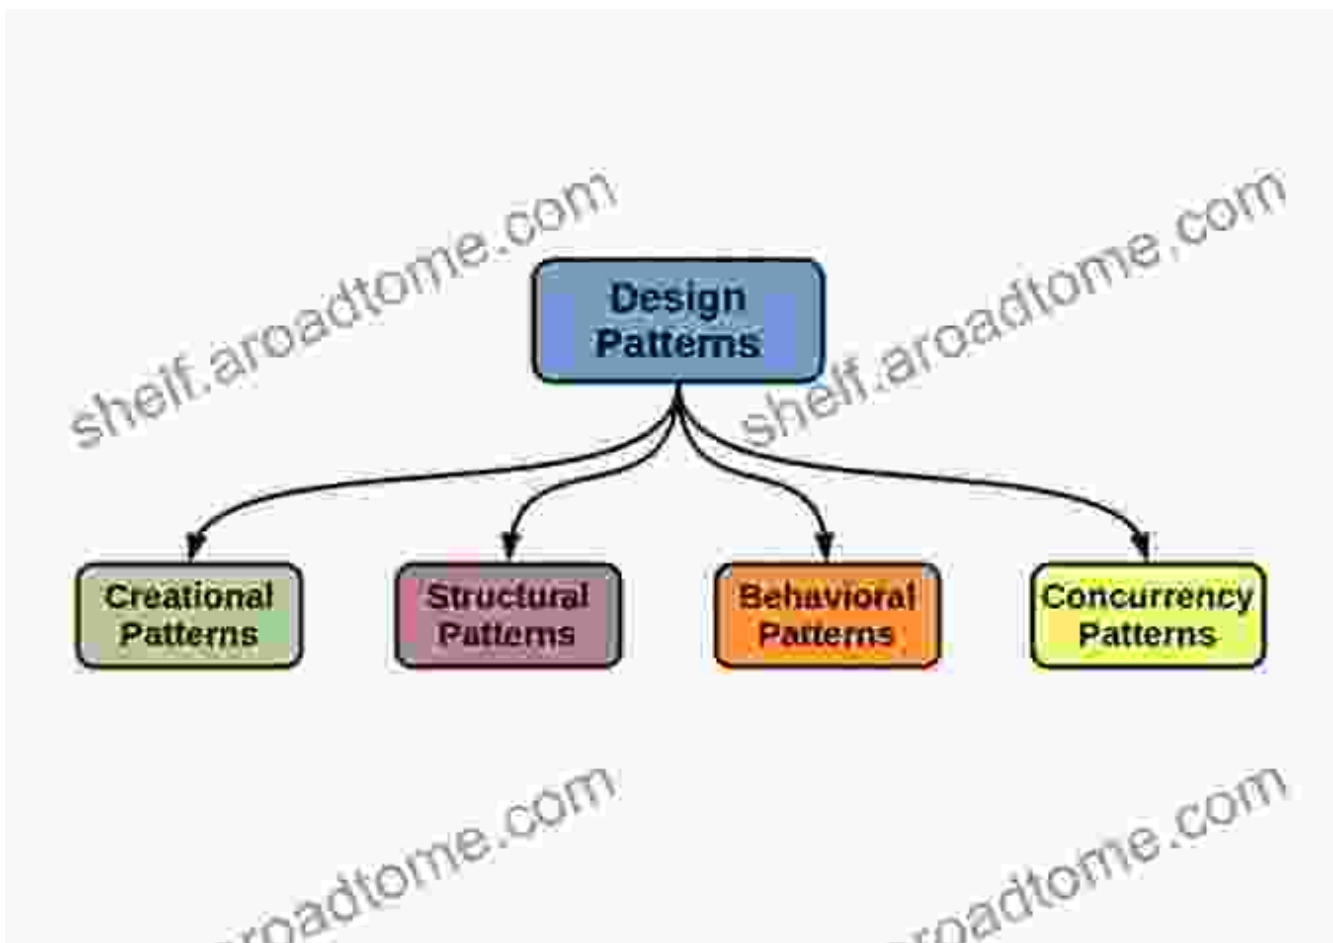 shelf.aroadtome.com
shelf.aroadtome.com
Design
Patterns
Creational
Patterns
Structural
Patterns
Behavioral
Patterns
Concurrency
Patterns
aroadtome.com
roadtome.com